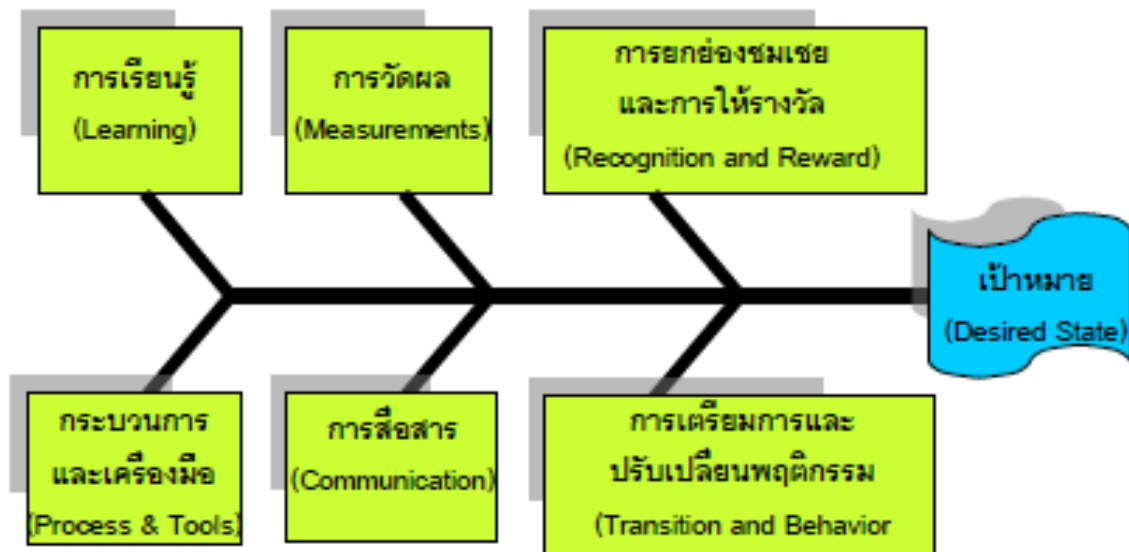 การเรียนรู้
(Learning)
การวัดผล
(Measurements)
การยกย่องชมเชย
และการให้รางวัล
(Recognition and Reward)
เป้าหมาย
(Desired State)
กระบวนการ
และเครื่องมือ
(Process & Tools)
การสื่อสาร
(Communication)
การเตรียมการและ
ปรับเปลี่ยนพฤติกรรม
(Transition and Behavior